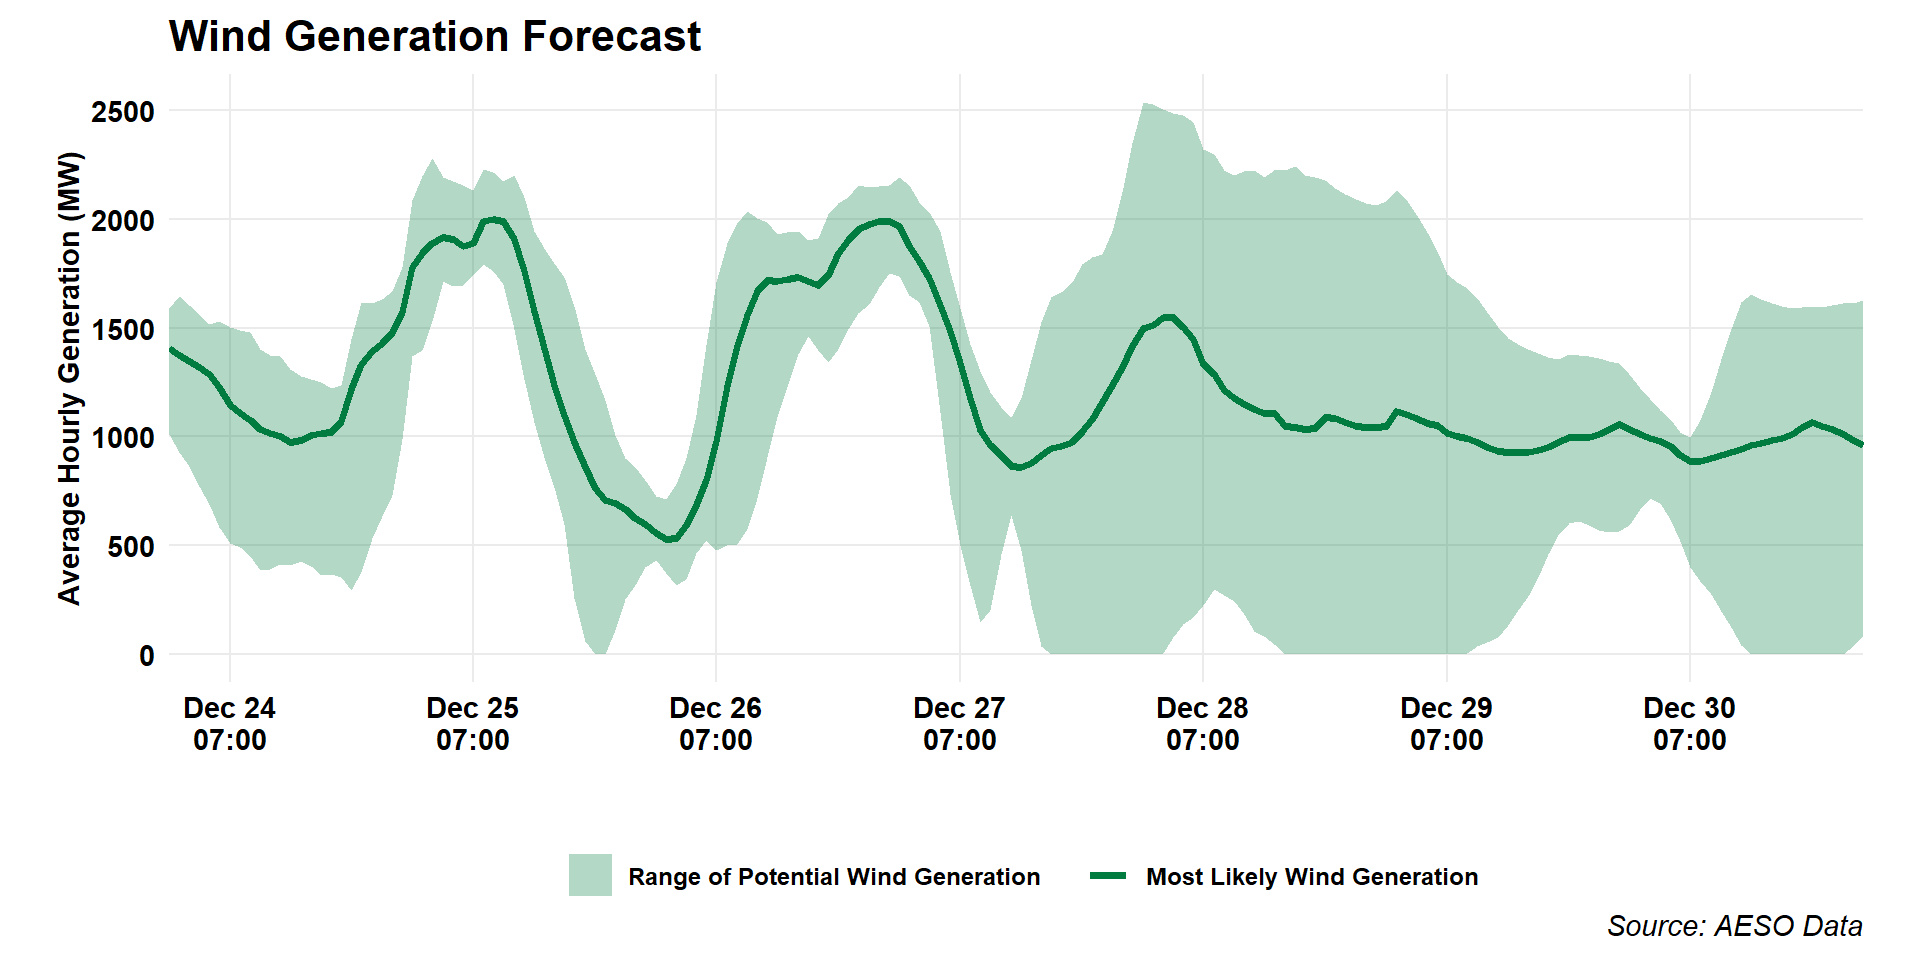 Wind Generation Forecast
Average Hourly Generation (MW)
2500
2000
1500
1000
500
0
Dec 24
07:00
Dec 25
07:00
Dec 26
07:00
Dec 27
07:00
Dec 28
07:00
Dec 29
07:00
Dec 30
07:00
Range of Potential Wind Generation
Most Likely Wind Generation
Source: AESO Data